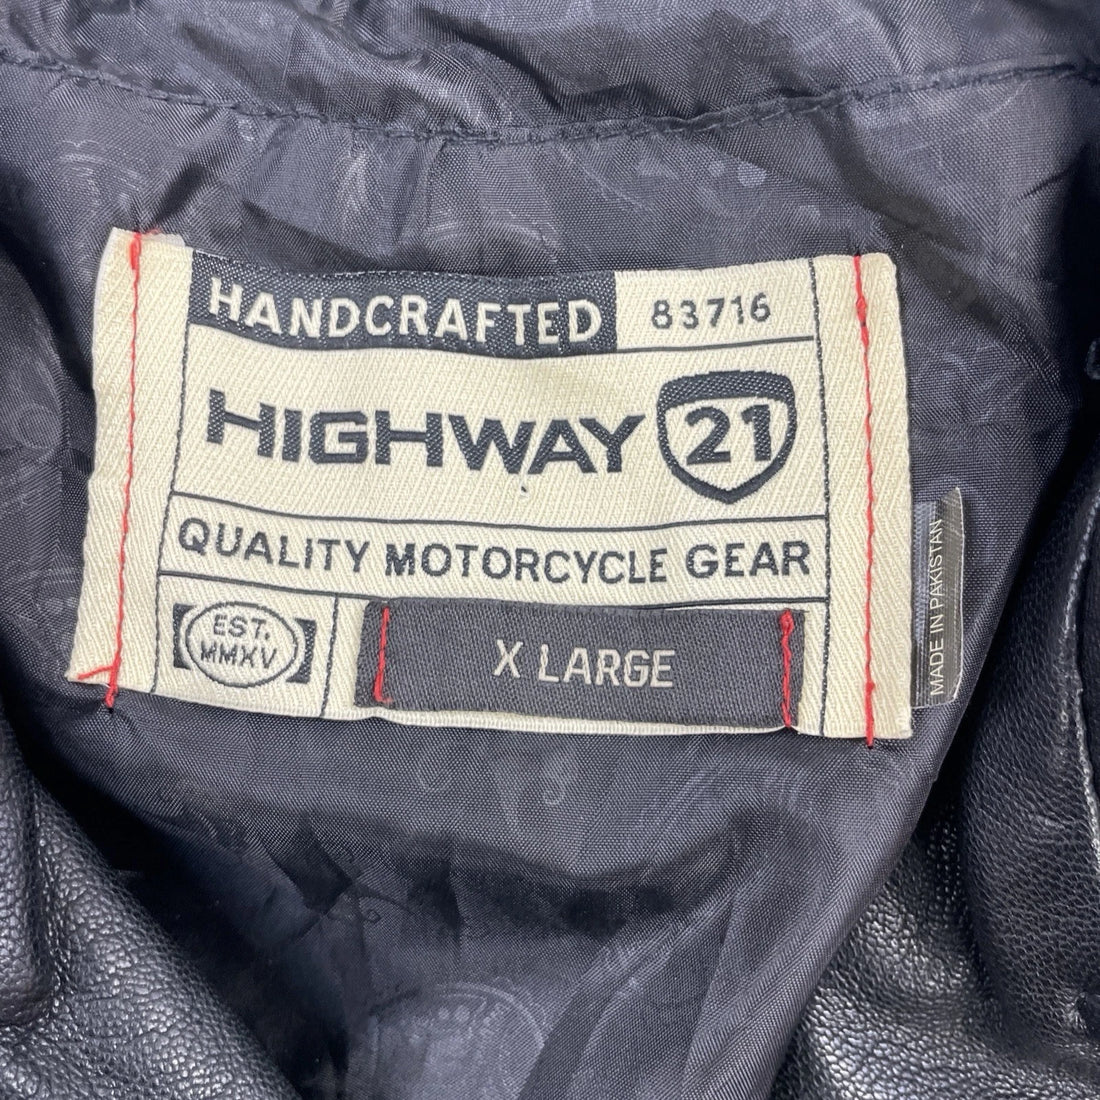 HANDCRAFTED 83716
HIGHWAY 21
QUALITY MOTORCYCLE GEAR
EST.
MMXV
X LARGE
MADE IN PAKISTAN